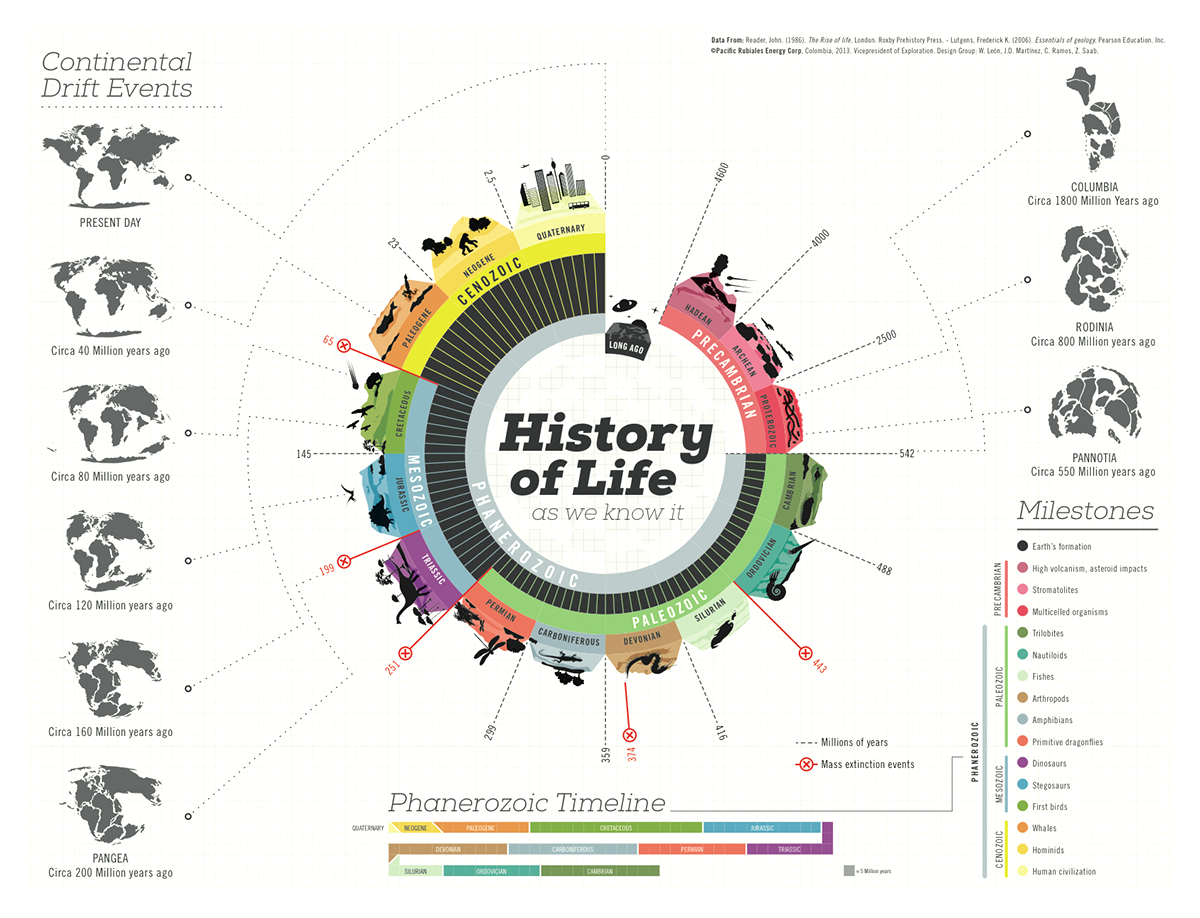 Data From: Reader, John. (1986). The Rise of life. London. Roxby Prehistory Press. - Lutgens, Frederick K. (2006). Essentials of geology. Pearson Education. Inc.
©Pacific Rubiales Energy Corp, Colombia, 2013. Vicepresident of Exploration. Design Group: W. León, J.D. Martinez, C. Ramos, Z. Saab.
Continental
Drift Events
PRESENT DAY
Circa 40 Million years ago
Circa 80 Million years ago
Circa 120 Million years ago
Circa 160 Million years ago
PANGEA
Circa 200 Million years ago
COLUMBIA
Circa 1800 Million Years ago
RODINIA
Circa 800 Million years ago
PANNOTIA
Circa 550 Million years ago
History
of Life
as we know it
LONG AGO
4600
HADEAN
4000
ARCHEAN
2500
PROTEROZOIC
PRECAMBRIAN
542
CAMBRIAN
488
ORDOVICIAN
443
SILURIAN
416
DEVONIAN
374
359
CARBONIFEROUS
299
PERMIAN
PALEOZOIC
251
TRIASSIC
199
JURASSIC
145
CRETACEOUS
MESOZOIC
65
PALEOGENE
23
NEOGENE
2.5
QUATERNARY
0
CENOZOIC
PHANEROZOIC
Millions of years
Mass extinction events
Milestones
Earth's formation
PRECAMBRIAN
High volcanism, asteroid impacts
Stromatolites
Multicelled organisms
PHANEROZOIC
PALEOZOIC
Trilobites
Nautiloids
Fishes
Arthropods
Amphibians
Primitive dragonflies
MESOZOIC
Dinosaurs
Stegosaurs
First birds
CENOZOIC
Whales
Hominids
Human civilization
Phanerozoic Timeline
QUATERNARY NEOGENE PALEOGENE CRETACEOUS JURASSIC
DEVONIAN CARBONIFEROUS PERMIAN TRIASSIC
SILURIAN ORDOVICIAN CAMBRIAN
= 5 Million years